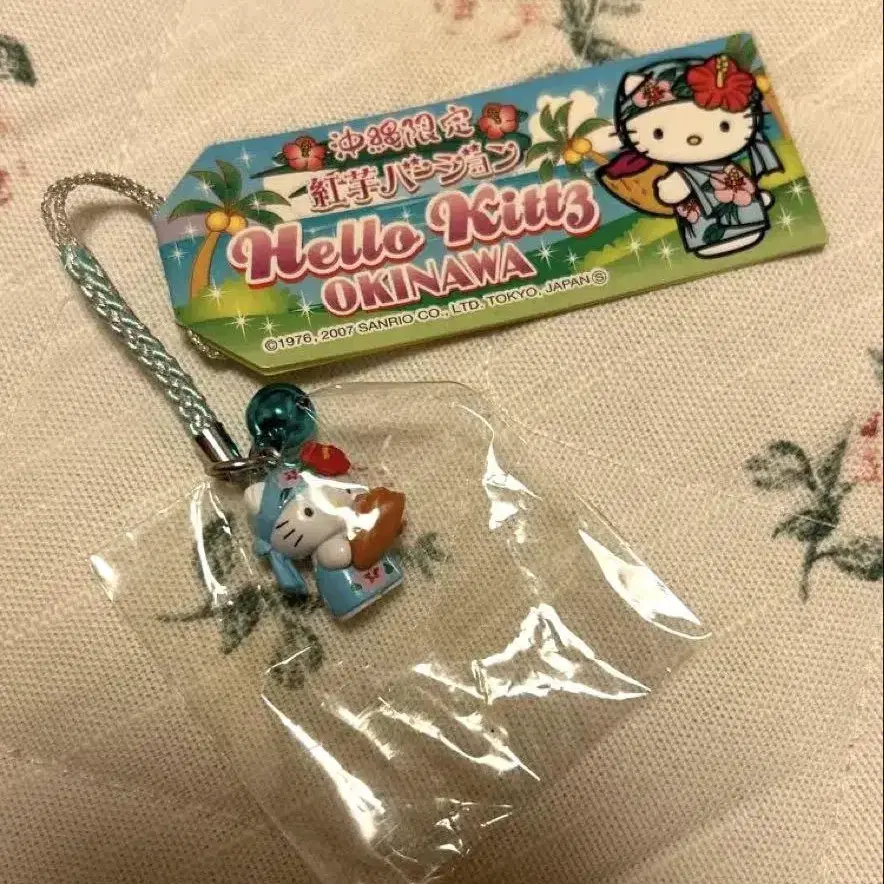 沖縄限定
紅芋バージョン
Hello Kitty
OKINAWA
©1976, 2007 SANRIO CO., LTD. TOKYO, JAPAN Ⓢ